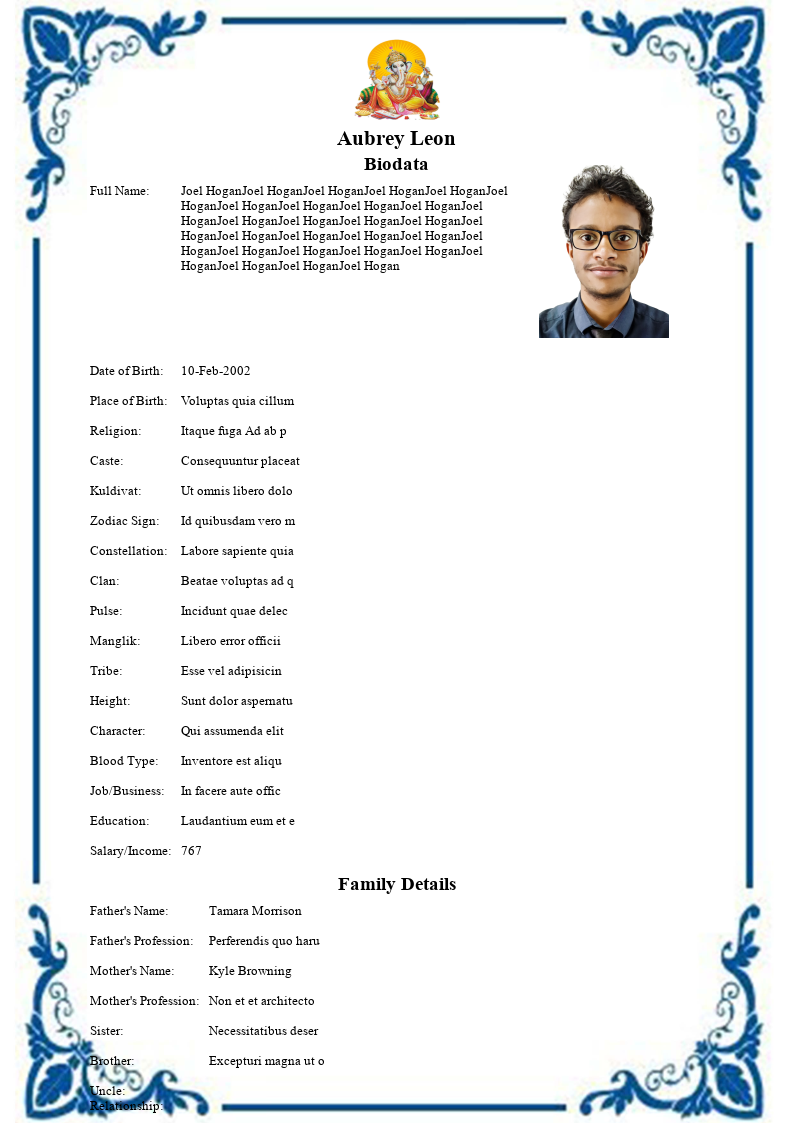 Aubrey Leon
Biodata
Full Name: Joel HoganJoel HoganJoel HoganJoel HoganJoel HoganJoel
HoganJoel HoganJoel HoganJoel HoganJoel HoganJoel
HoganJoel HoganJoel HoganJoel HoganJoel HoganJoel
HoganJoel HoganJoel HoganJoel HoganJoel HoganJoel
HoganJoel HoganJoel HoganJoel HoganJoel HoganJoel
HoganJoel HoganJoel HoganJoel Hogan
Date of Birth: 10-Feb-2002
Place of Birth: Voluptas quia cillum
Religion: Itaque fuga Ad ab p
Caste: Consequuntur placeat
Kuldivat: Ut omnis libero dolo
Zodiac Sign: Id quibusdam vero m
Constellation: Labore sapiente quia
Clan: Beatae voluptas ad q
Pulse: Incidunt quae delec
Manglik: Libero error officii
Tribe: Esse vel adipisicin
Height: Sunt dolor aspernatu
Character: Qui assumenda elit
Blood Type: Inventore est aliqu
Job/Business: In facere aute offic
Education: Laudantium eum et e
Salary/Income: 767
Family Details
Father's Name: Tamara Morrison
Father's Profession: Perferendis quo haru
Mother's Name: Kyle Browning
Mother's Profession: Non et et architecto
Sister: Necessitatibus deser
Brother: Excepturi magna ut o
Uncle:
Relationship: